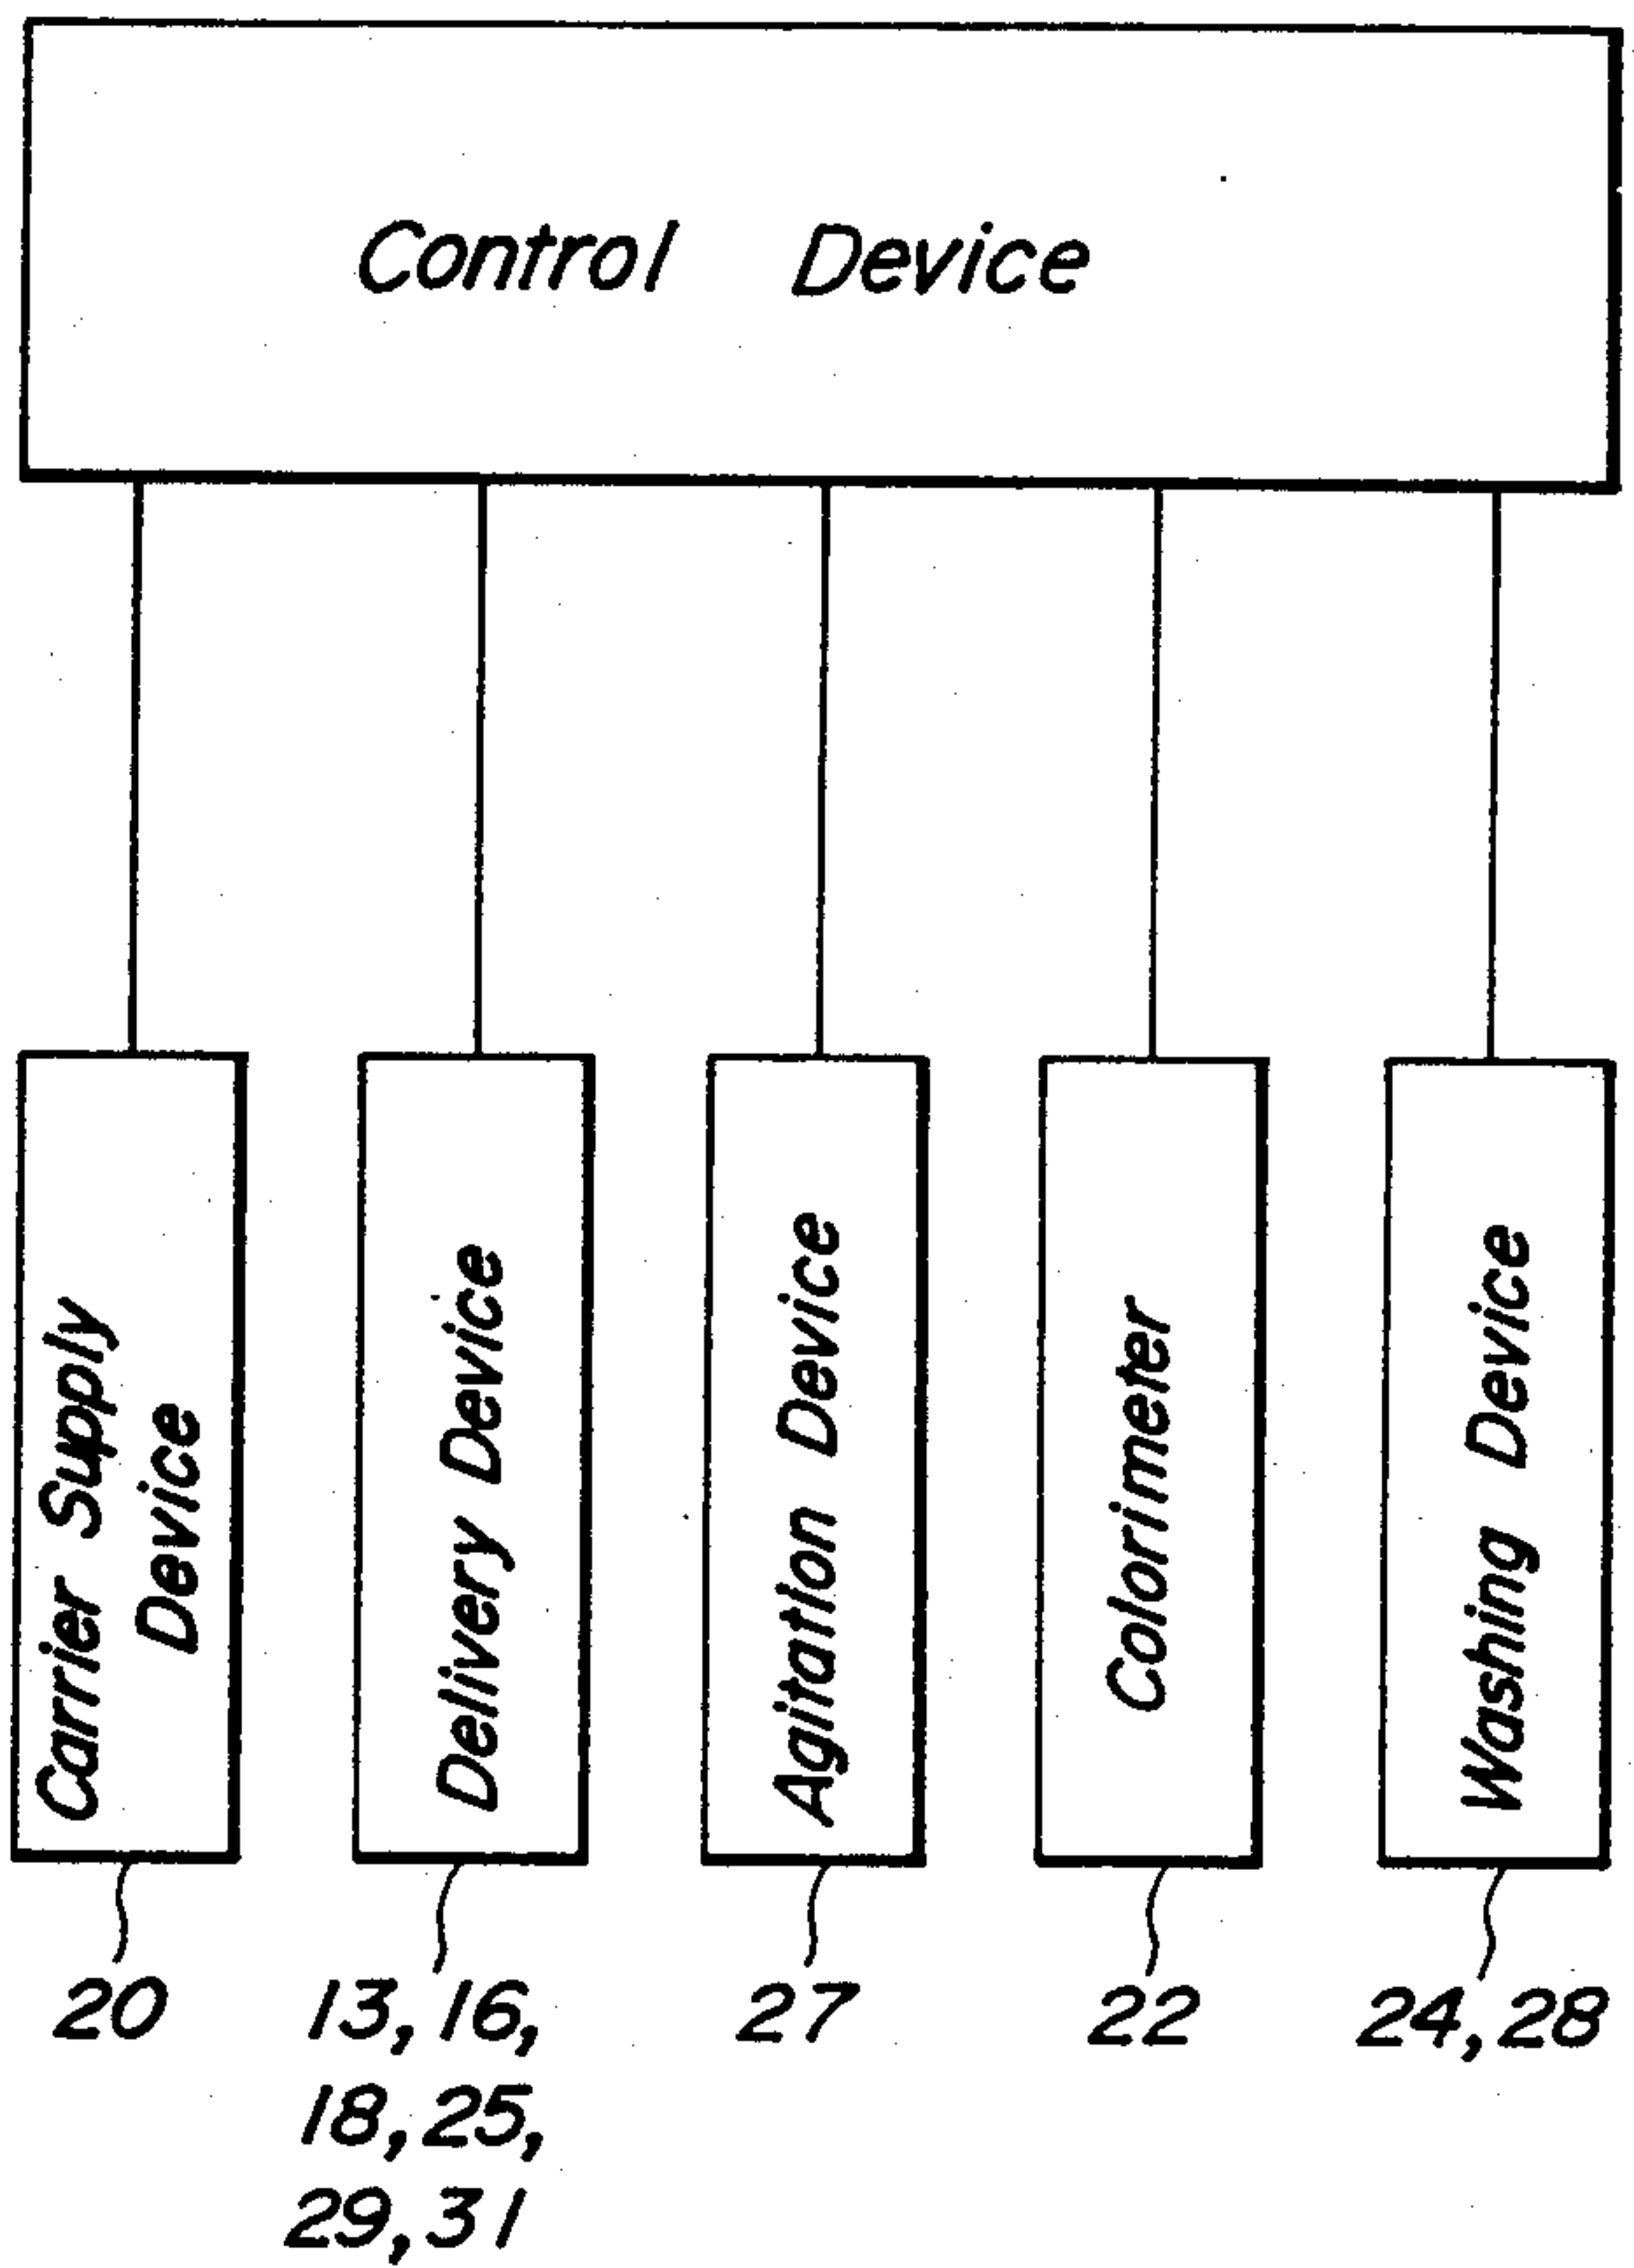 Control Device
Carrier Supply
Device
Delivery Device
Agitation Device
Colorimeter
Washing Device
20
13, 16,
18, 25,
29, 31
27
22
24, 28